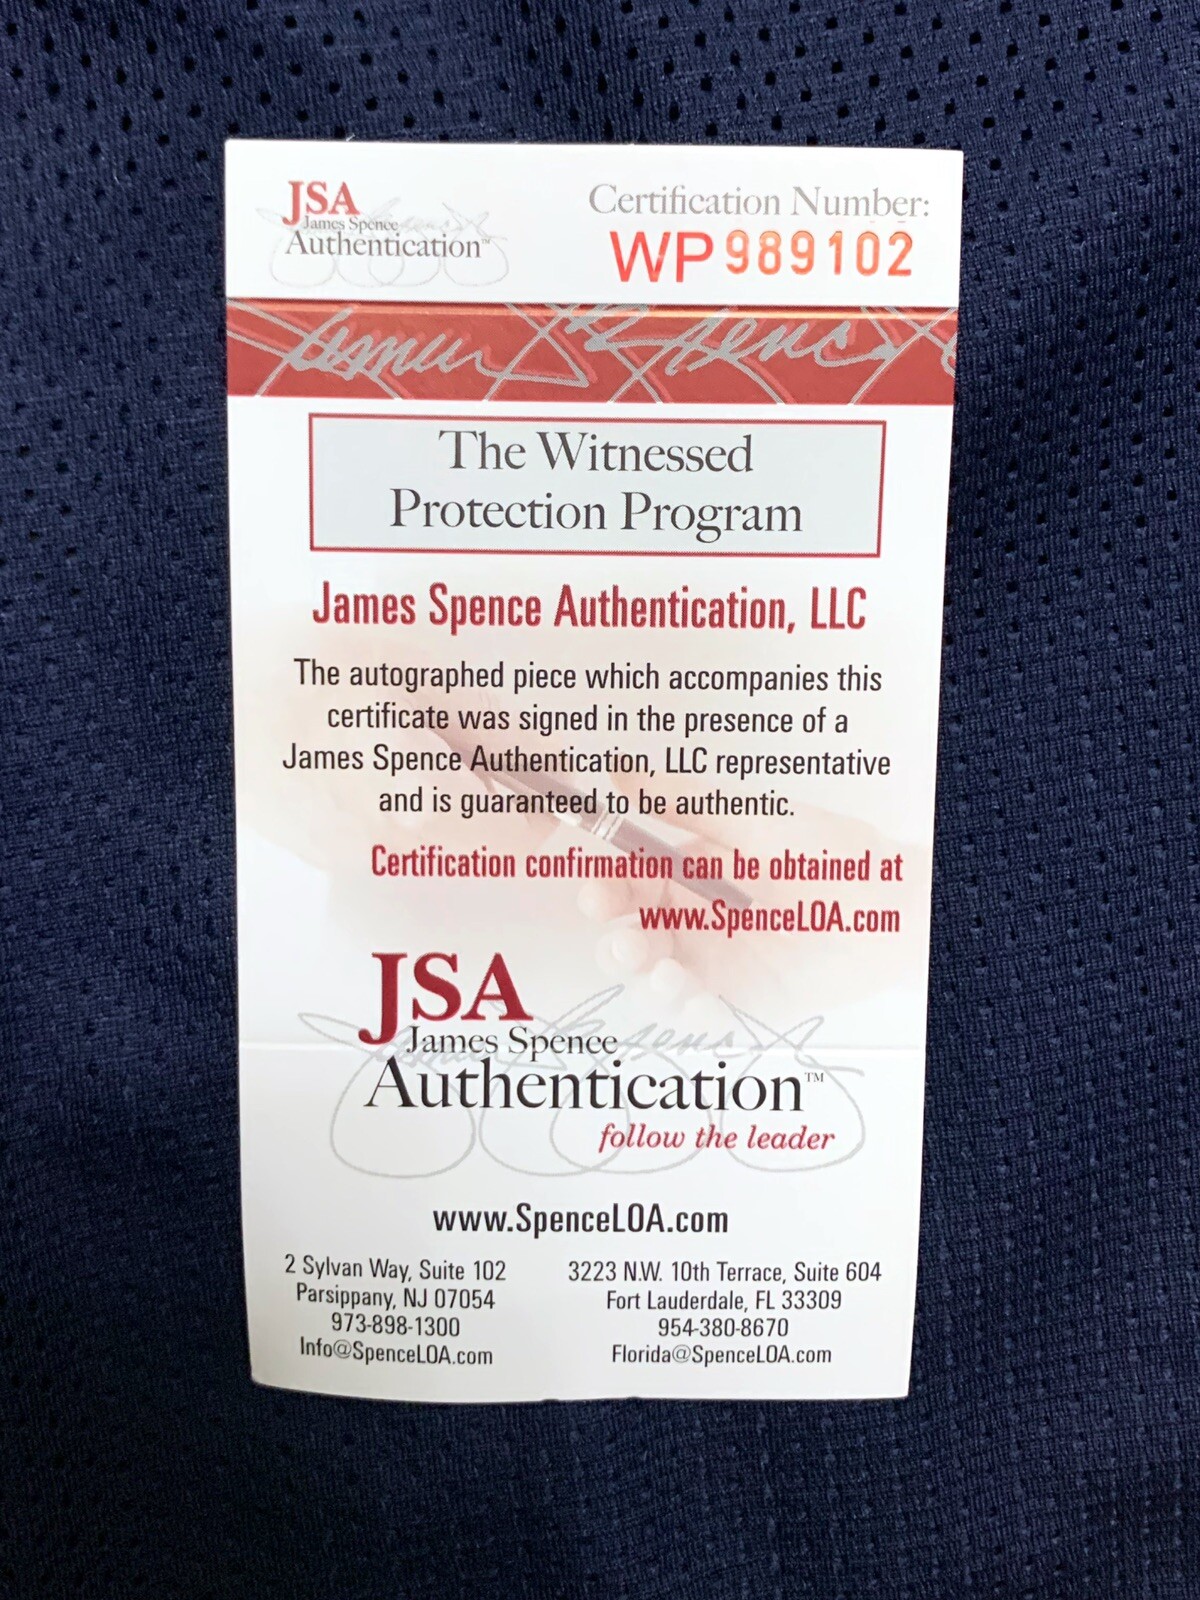 JSA
James Spence
Authentication™
Certification Number:
WP989102
The Witnessed
Protection Program
James Spence Authentication, LLC
The autographed piece which accompanies this
certificate was signed in the presence of a
James Spence Authentication, LLC representative
and is guaranteed to be authentic.
Certification confirmation can be obtained at
www.SpenceLOA.com
JSA
James Spence
Authentication™
follow the leader
www.SpenceLOA.com
2 Sylvan Way, Suite 102
Parsippany, NJ 07054
973-898-1300
Info@SpenceLOA.com
3223 N.W. 10th Terrace, Suite 604
Fort Lauderdale, FL 33309
954-380-8670
Florida@SpenceLOA.com